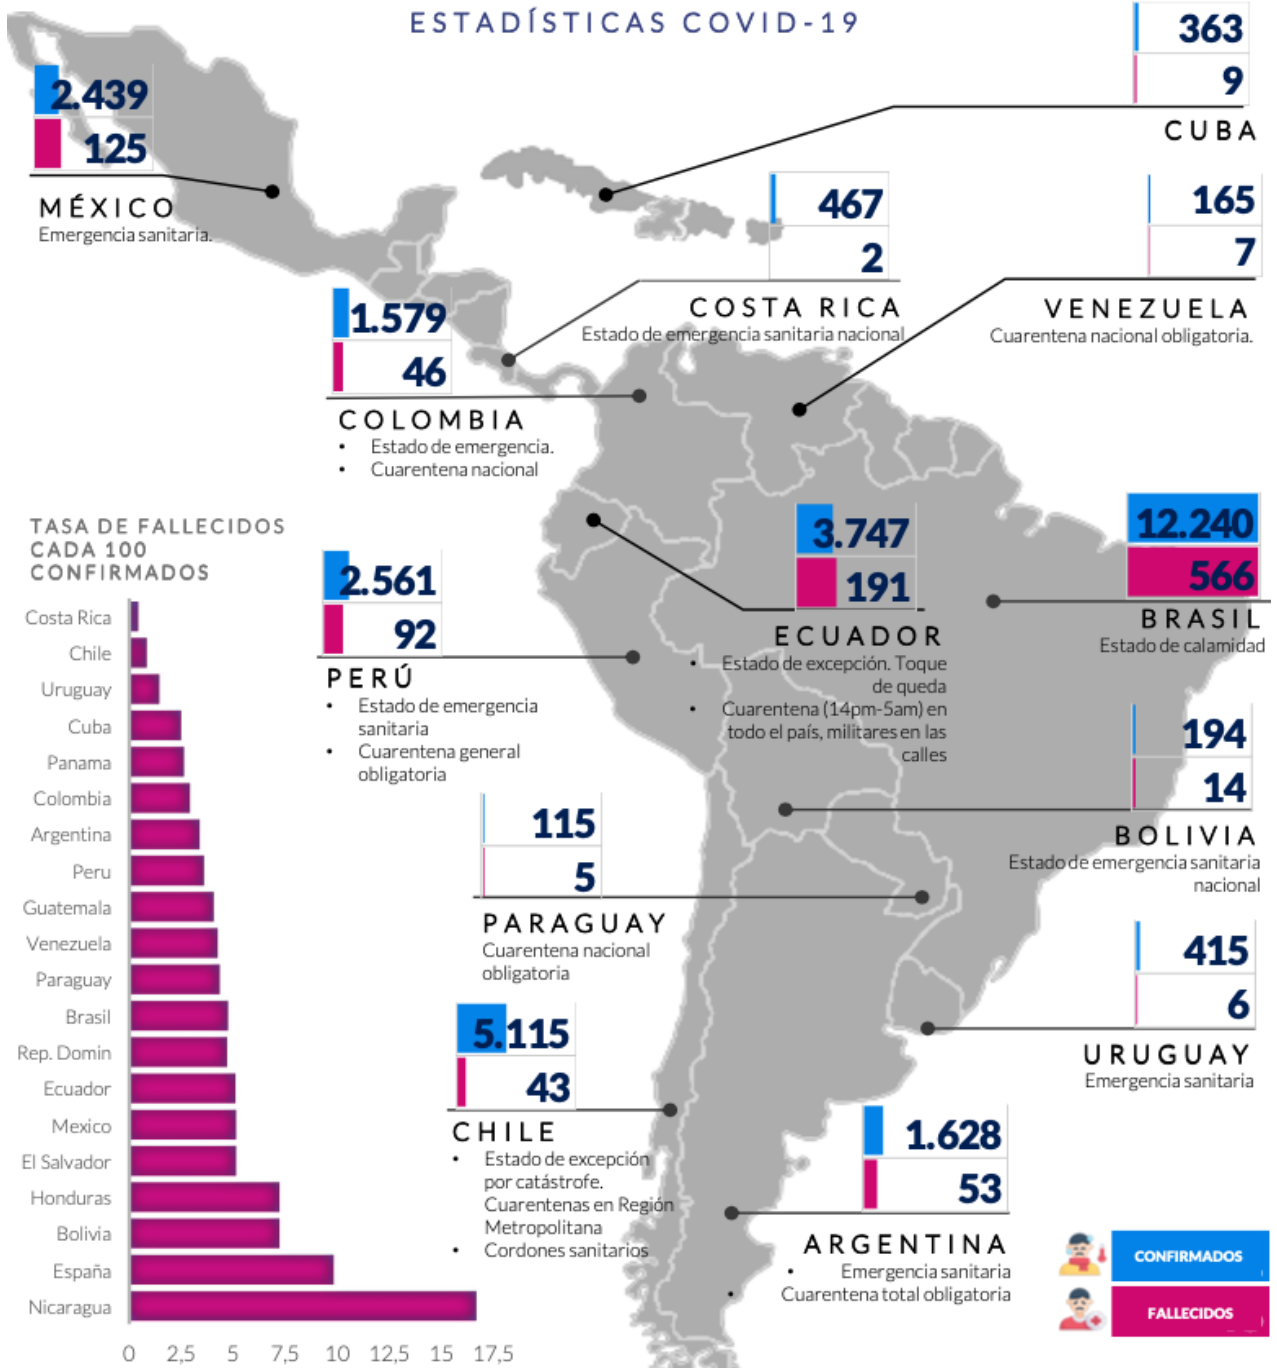 ESTADÍSTICAS COVID-19
363
9
CUBA
2.439
125
MÉXICO
Emergencia sanitaria.
467
2
COSTA RICA
Estado de emergencia sanitaria nacional
165
7
VENEZUELA
Cuarentena nacional obligatoria.
1.579
46
COLOMBIA
• Estado de emergencia.
• Cuarentena nacional
3.747
191
ECUADOR
• Estado de excepción. Toque
de queda
• Cuarentena (14pm-5am) en
todo el país, militares en las
calles
12.240
566
BRASIL
Estado de calamidad
2.561
92
PERÚ
• Estado de emergencia
sanitaria
• Cuarentena general
obligatoria
194
14
BOLIVIA
Estado de emergencia sanitaria
nacional
115
5
PARAGUAY
Cuarentena nacional
obligatoria
415
6
URUGUAY
Emergencia sanitaria
5.115
43
CHILE
• Estado de excepción
por catástrofe.
Cuarentenas en Región
Metropolitana
• Cordones sanitarios
1.628
53
ARGENTINA
• Emergencia sanitaria
• Cuarentena total obligatoria
TASA DE FALLECIDOS
CADA 100
CONFIRMADOS
Costa Rica
Chile
Uruguay
Cuba
Panama
Colombia
Argentina
Peru
Guatemala
Venezuela
Paraguay
Brasil
Rep. Domin
Ecuador
Mexico
El Salvador
Honduras
Bolivia
España
Nicaragua
0 2,5 5 7,5 10 12,5 15 17,5
CONFIRMADOS
FALLECIDOS